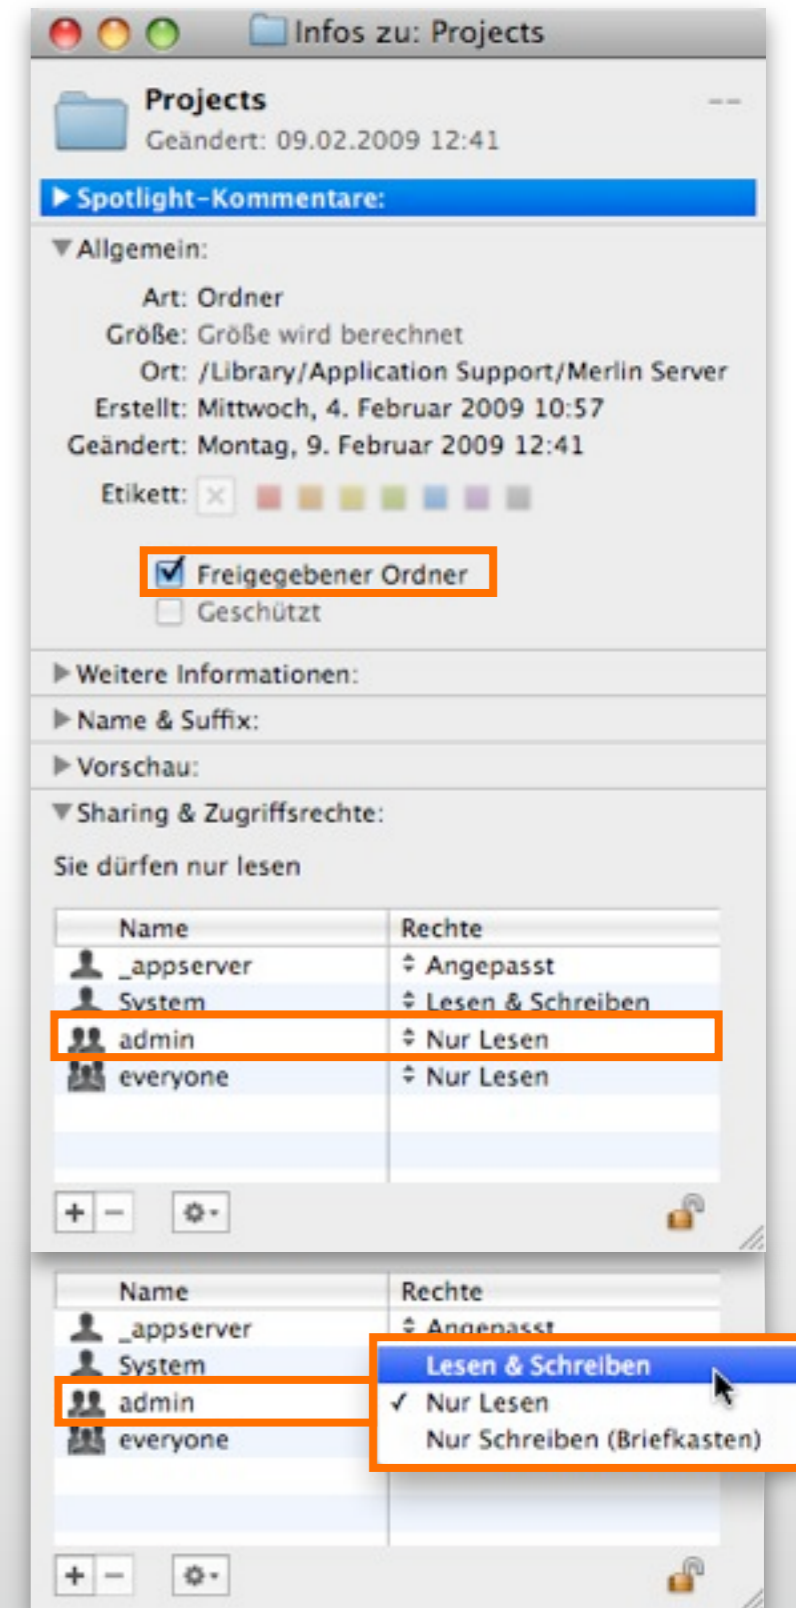 Infos zu: Projects
Projects
--
Geändert: 09.02.2009 12:41
Spotlight-Kommentare:
Allgemein:
Art: Ordner
Größe: Größe wird berechnet
Ort: /Library/Application Support/Merlin Server
Erstellt: Mittwoch, 4. Februar 2009 10:57
Geändert: Montag, 9. Februar 2009 12:41
Etikett:
Freigegebener Ordner
Geschützt
Weitere Informationen:
Name & Suffix:
Vorschau:
Sharing & Zugriffsrechte:
Sie dürfen nur lesen
Name Rechte
_appserver Angepasst
System Lesen & Schreiben
admin Nur Lesen
everyone Nur Lesen
Name Rechte
_appserver Angepasst
System Lesen & Schreiben
admin ✓ Nur Lesen
everyone Nur Schreiben (Briefkasten)